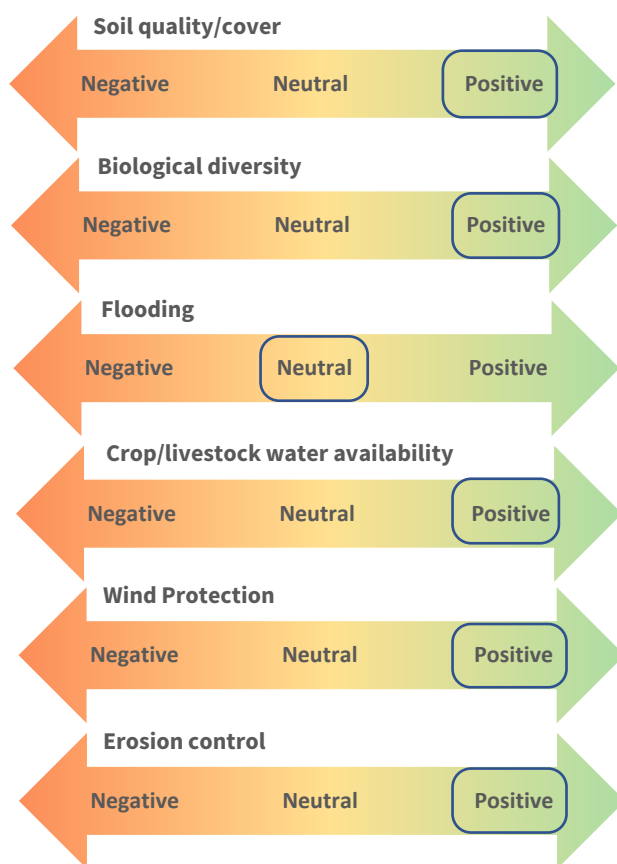 Soil quality/cover
Negative Neutral Positive
Biological diversity
Negative Neutral Positive
Flooding
Negative Neutral Positive
Crop/livestock water availability
Negative Neutral Positive
Wind Protection
Negative Neutral Positive
Erosion control
Negative Neutral Positive